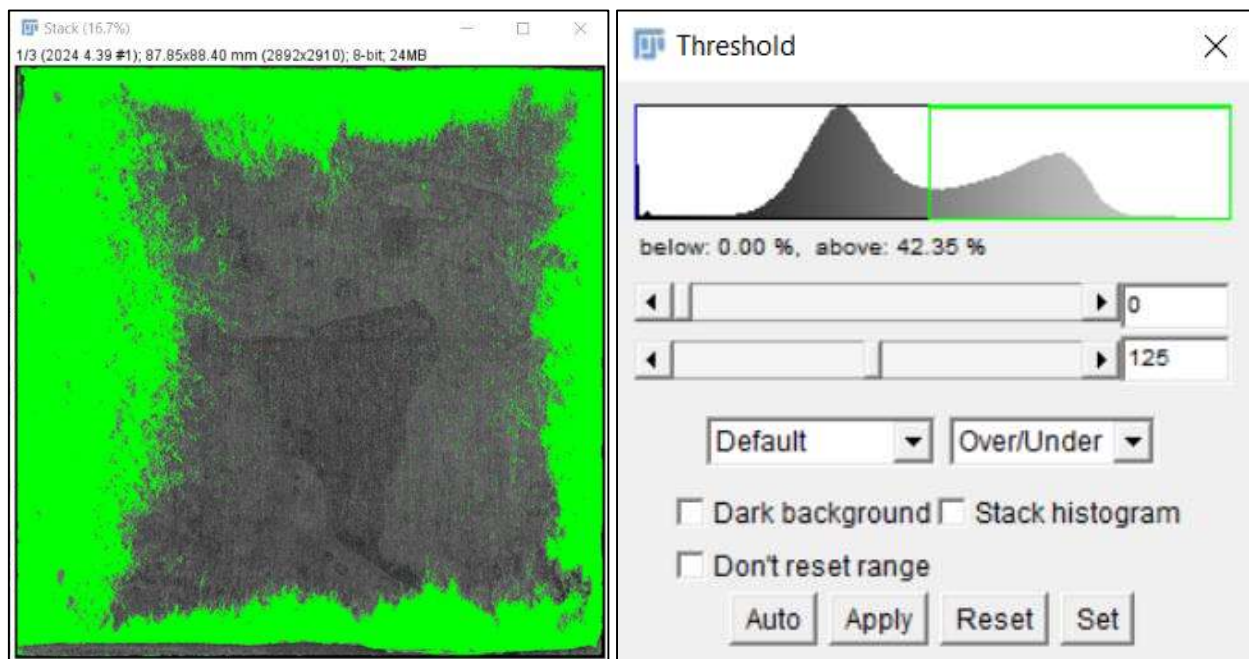 Stack (16.7%)
1/3 (2024 4.39 #1); 87.85x88.40 mm (2892x2910); 8-bit; 24MB
Threshold
below: 0.00 %, above: 42.35 %
0
125
Default
Over/Under
Dark background
Stack histogram
Don't reset range
Auto
Apply
Reset
Set